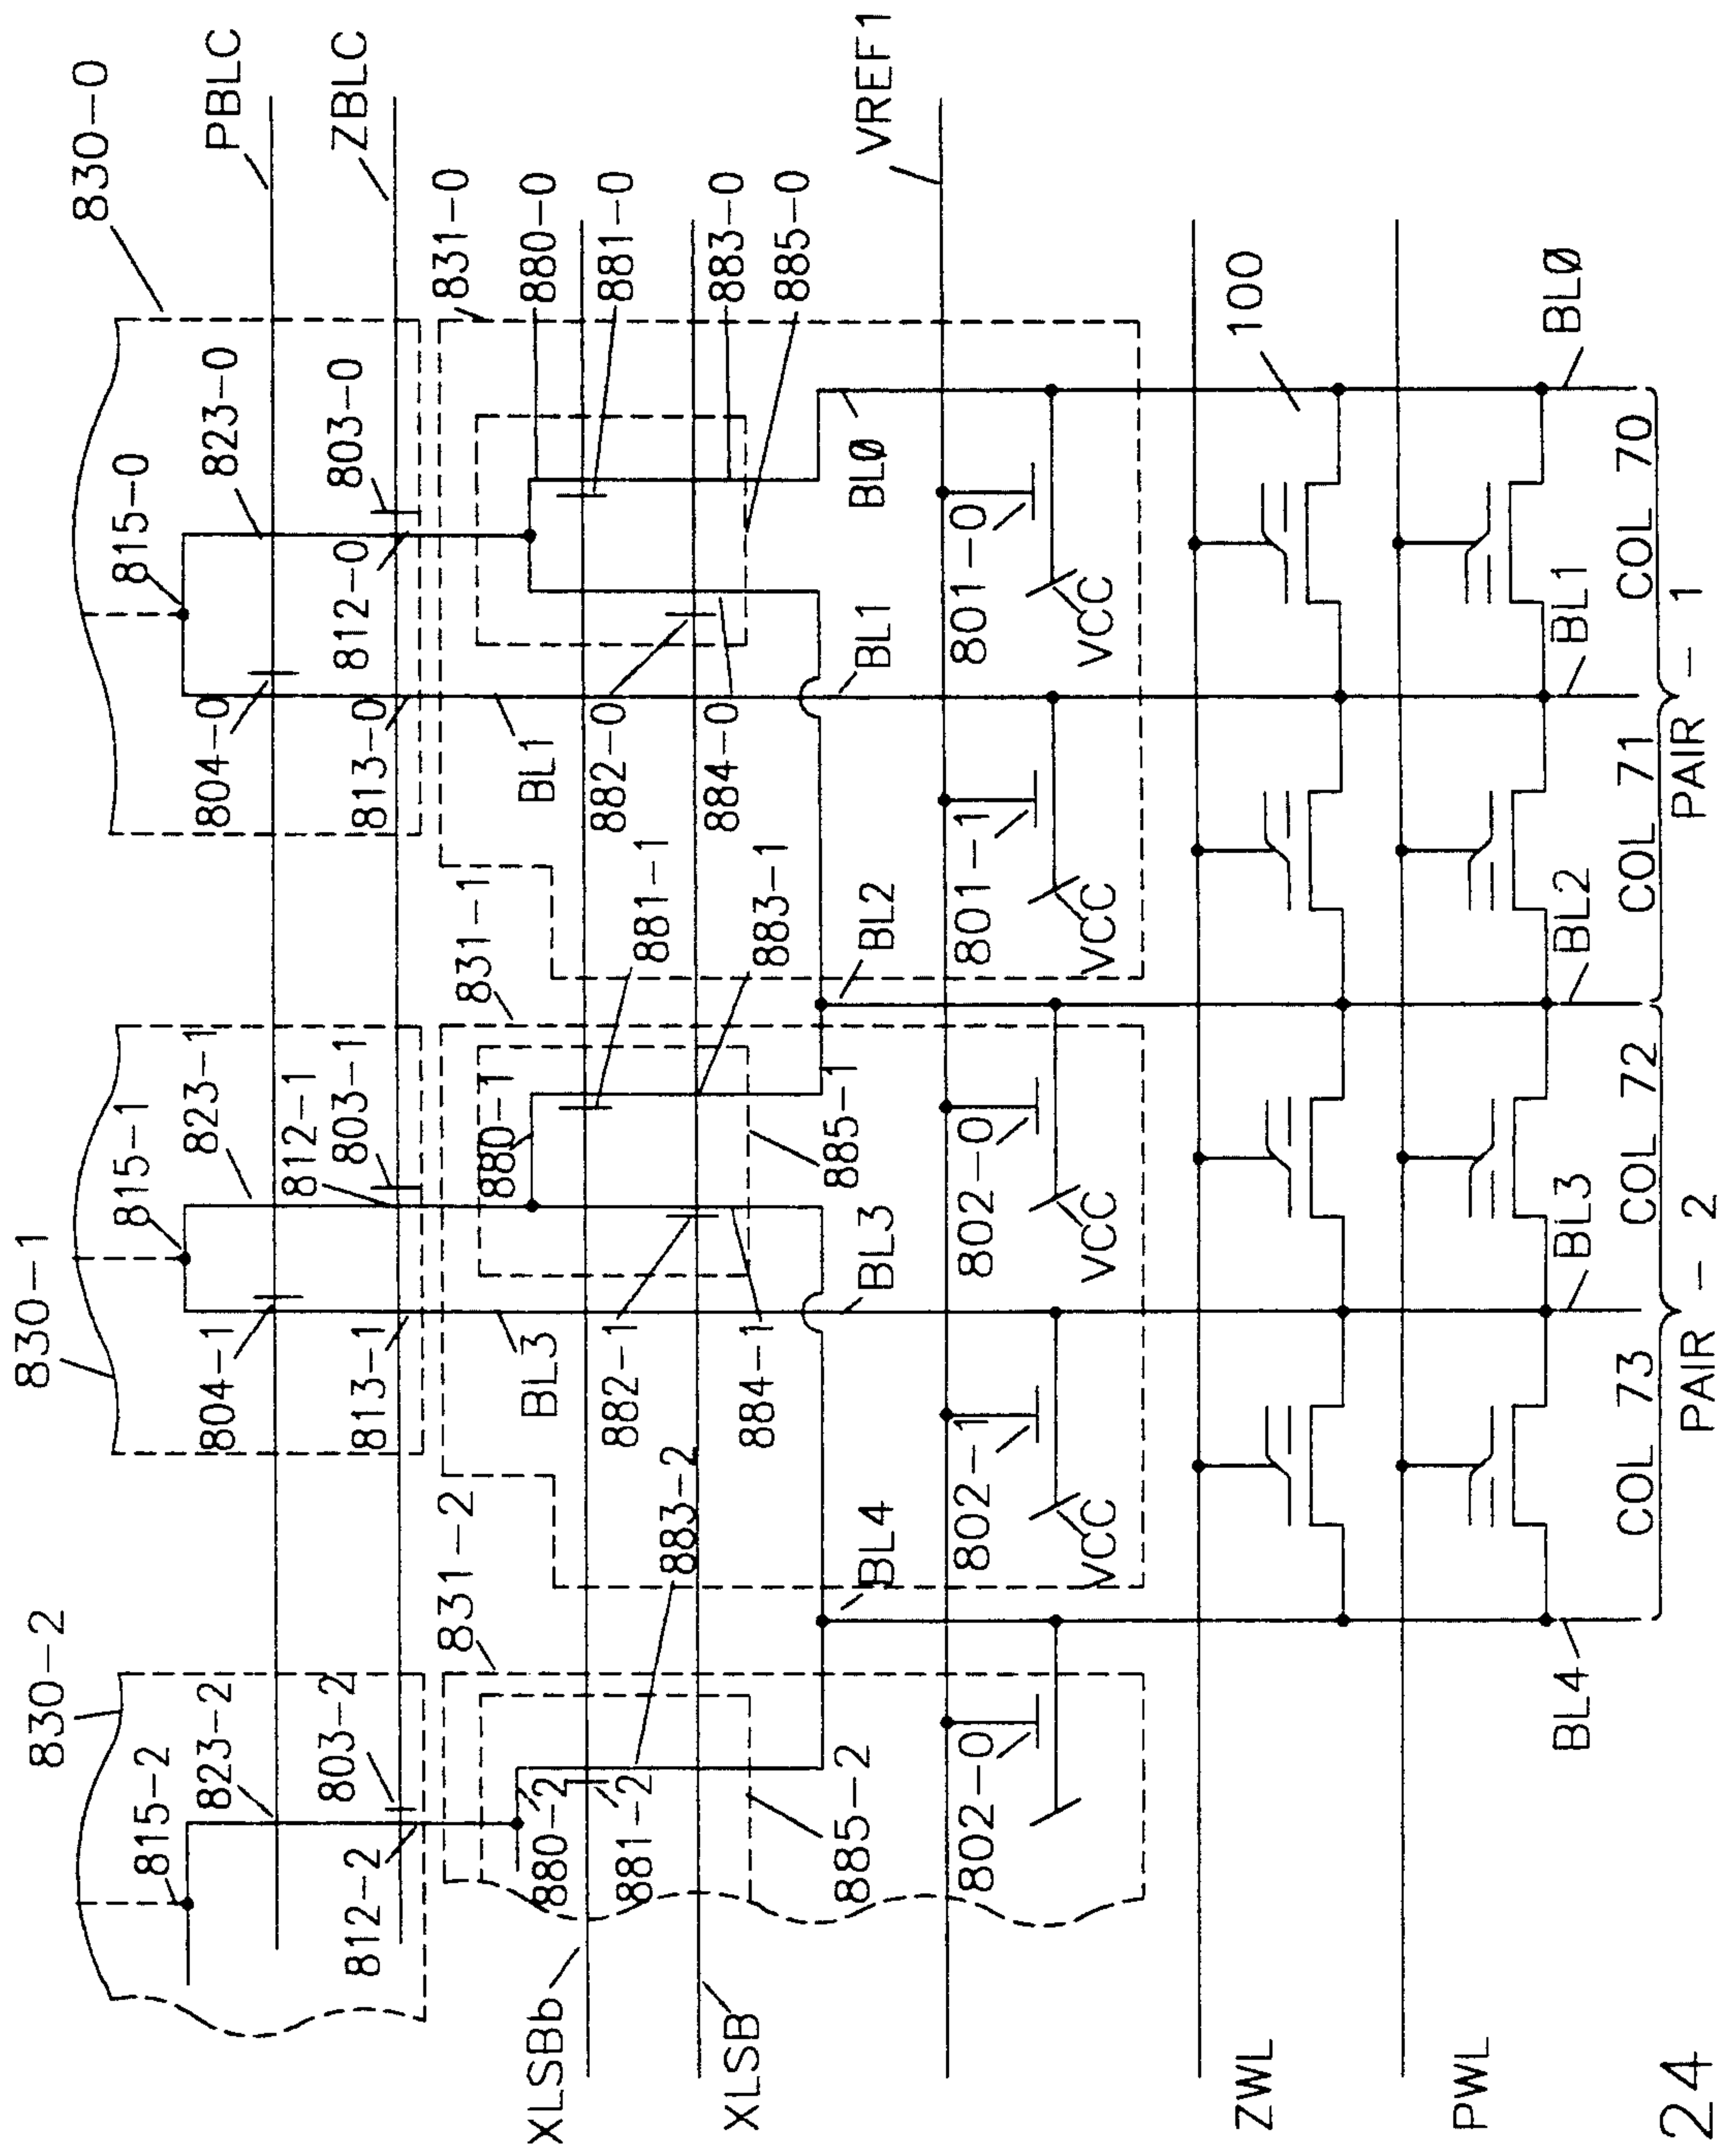 830-2
830-1
830-0
815-2
823-2
815-1
823-1
815-0
823-0
PBLC
804-1
804-0
812-2
803-2
813-1
812-1
803-1
813-0
812-0
803-0
ZBLC
831-2
831-1
831-0
XLSBb
880-2
BL3
880-1
BL1
880-0
881-2
882-1
881-1
882-0
881-0
XLSB
883-2
884-1
883-1
884-0
883-0
885-2
885-1
885-0
BL4
BL3
BL2
BL1
BLØ
VREF1
802-0
802-1
802-0
801-1
801-0
VCC
VCC
VCC
VCC
ZWL
100
PWL
BL4
BL3
BL2
BL1
BLØ
COL 73
COL 72
COL 71
COL 70
PAIR - 2
PAIR - 1
24